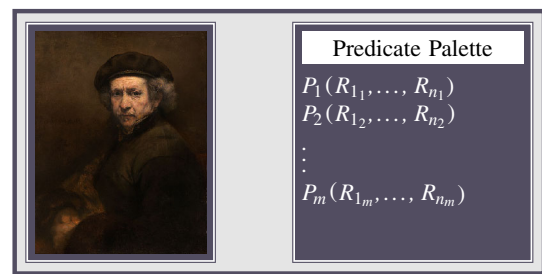 Predicate Palette
P₁(R₁₁,…, Rₙ₁)
P₂(R₁₂,…, Rₙ₂)
⋮
Pₘ(R₁ₘ,…, Rₙₘ)